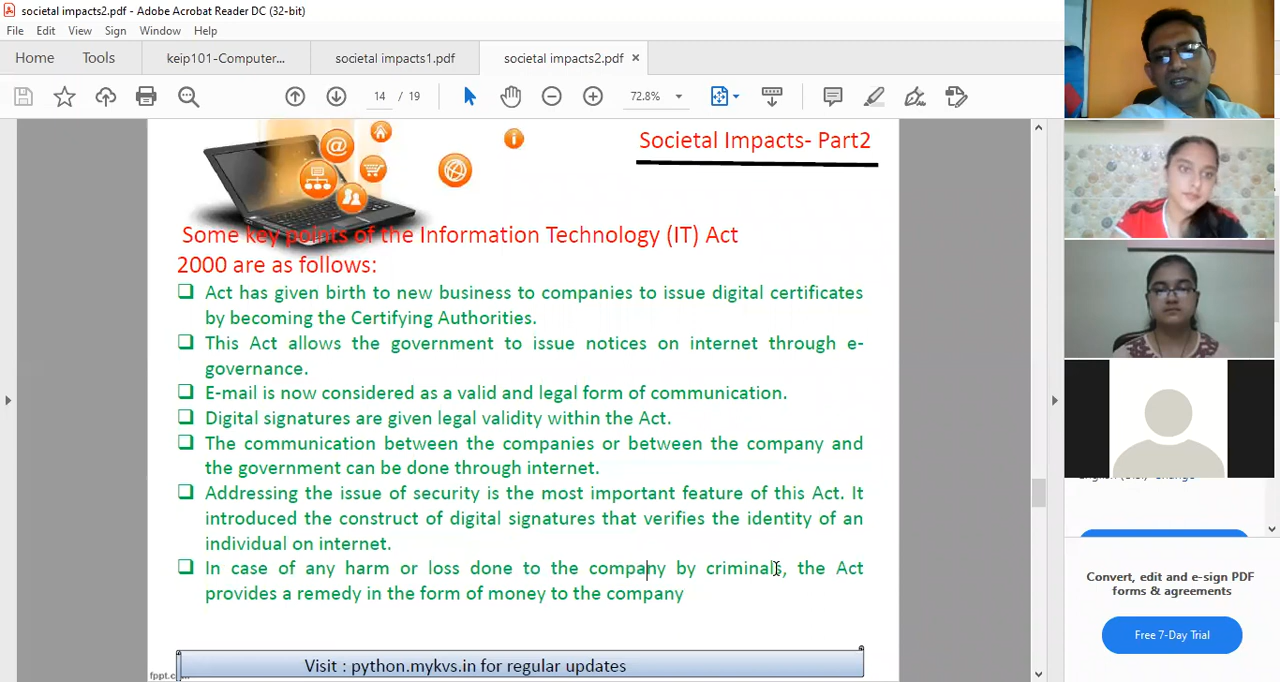 societal impacts2.pdf - Adobe Acrobat Reader DC (32-bit)
File Edit View Sign Window Help
Home Tools keip101-Computer... societal impacts1.pdf societal impacts2.pdf ×
14 / 19 72.8%
Societal Impacts- Part2
Some key points of the Information Technology (IT) Act
2000 are as follows:
Act has given birth to new business to companies to issue digital certificates
by becoming the Certifying Authorities.
This Act allows the government to issue notices on internet through e-
governance.
E-mail is now considered as a valid and legal form of communication.
Digital signatures are given legal validity within the Act.
The communication between the companies or between the company and
the government can be done through internet.
Addressing the issue of security is the most important feature of this Act. It
introduced the construct of digital signatures that verifies the identity of an
individual on internet.
In case of any harm or loss done to the company by criminals, the Act
provides a remedy in the form of money to the company
Visit : python.mykvs.in for regular updates
Convert, edit and e-sign PDF
forms & agreements
Free 7-Day Trial